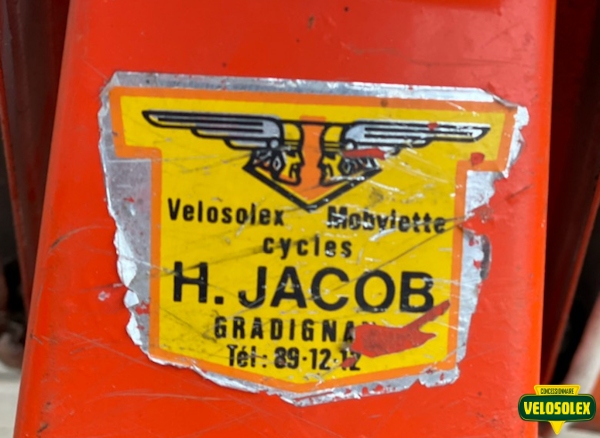 Velosolex Mobylette
cycles
H. JACOB
GRADIGNA
Tél : 89-12-12
CONCESSIONNAIRE
VELOSOLEX